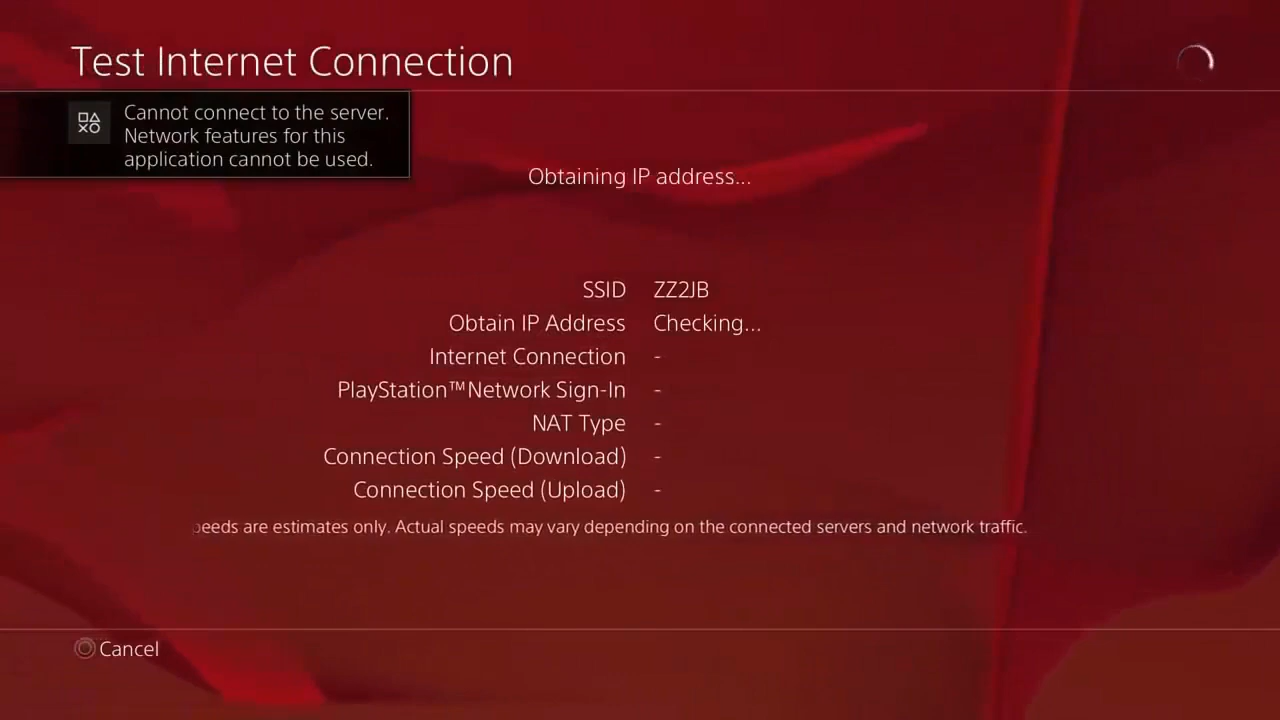 Test Internet Connection
Cannot connect to the server.
Network features for this
application cannot be used.
Obtaining IP address...
SSID ZZ2JB
Obtain IP Address Checking...
Internet Connection -
PlayStation™Network Sign-In -
NAT Type -
Connection Speed (Download) -
Connection Speed (Upload) -
peeds are estimates only. Actual speeds may vary depending on the connected servers and network traffic.
Cancel